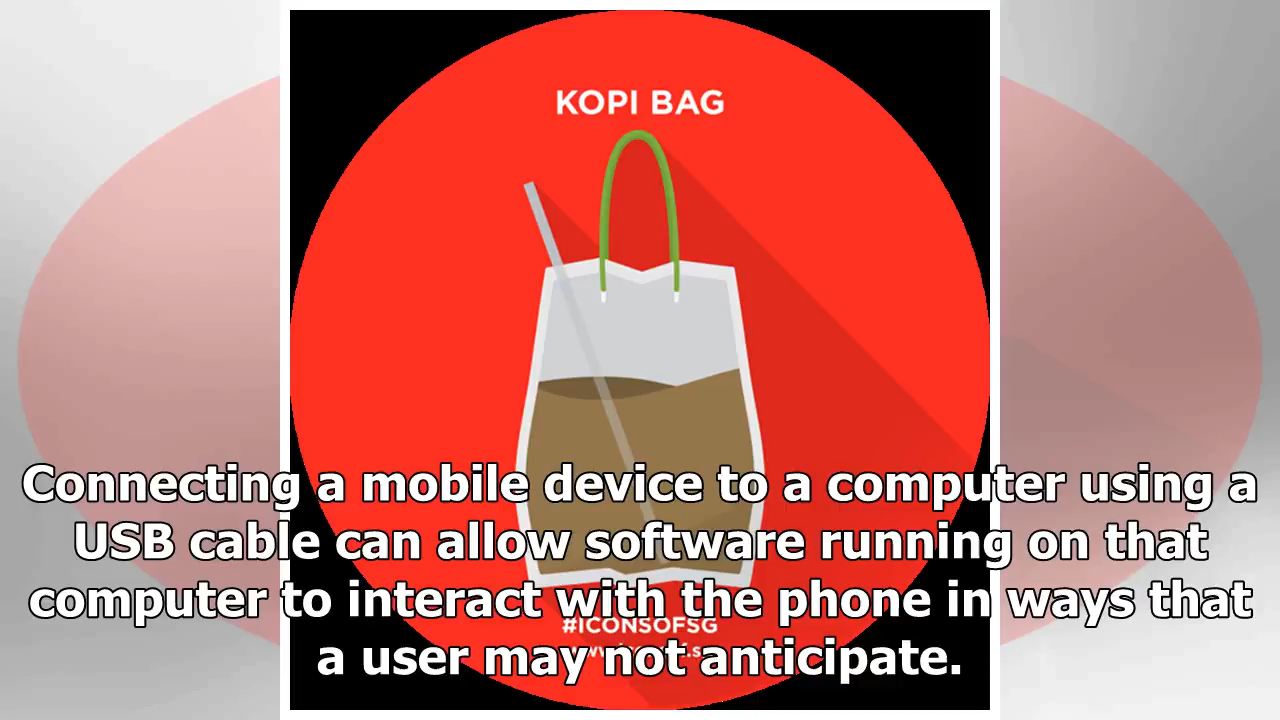 KOPI BAG
Connecting a mobile device to a computer using a
USB cable can allow software running on that
computer to interact with the phone in ways that
#ICONSOFSG
a user may not anticipate.